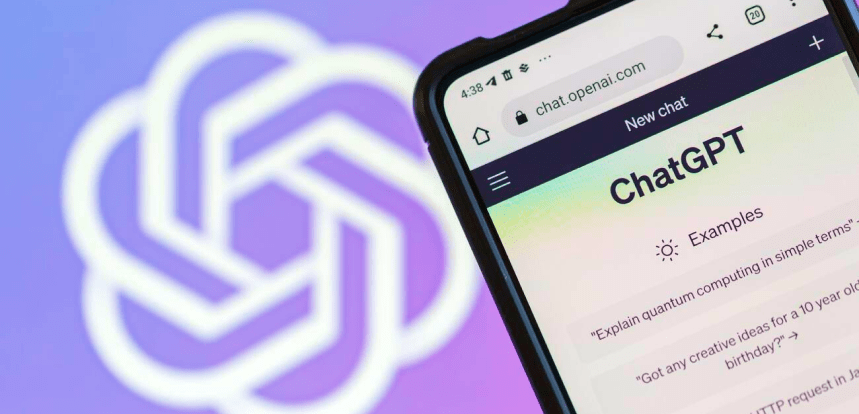 4:38
20
chat.openai.com
New chat
ChatGPT
Examples
"Explain quantum computing in simple terms"
"Got any creative ideas for a 10 year old
birthday?" →
HTTP request in Ja